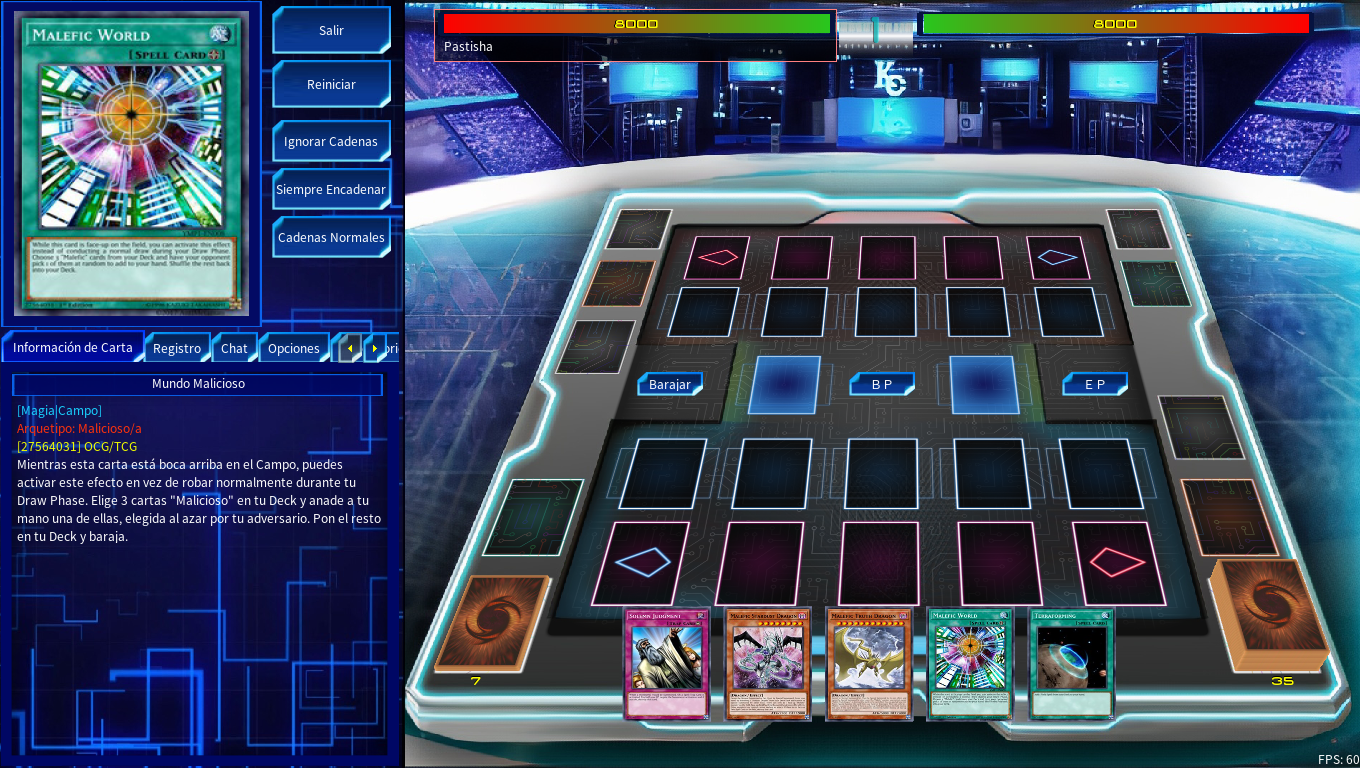 MALEFIC WORLD
[SPELL CARD]
While this card is face-up on the field, you can activate this effect
instead of conducting a normal draw during your Draw Phase.
Choose 3 "Malefic" cards from your Deck and have your opponent
pick 1 of them at random to add to your hand. Shuffle the rest back
into your Deck.
Salir
Reiniciar
Ignorar Cadenas
Siempre Encadenar
Cadenas Normales
Información de Carta
Registro
Chat
Opciones
Mundo Malicioso
[Magia|Campo]
Arquetipo: Malicioso/a
[27564031] OCG/TCG
Mientras esta carta está boca arriba en el Campo, puedes
activar este efecto en vez de robar normalmente durante tu
Draw Phase. Elige 3 cartas "Malicioso" en tu Deck y anade a tu
mano una de ellas, elegida al azar por tu adversario. Pon el resto
en tu Deck y baraja.
8000
8000
Pastisha
KC
Barajar
B P
E P
SOLEMN JUDGMENT
MALEFIC STARDUST DRAGON
MALEFIC TRUTH DRAGON
MALEFIC WORLD
TERRAFORMING
7
35
FPS: 60